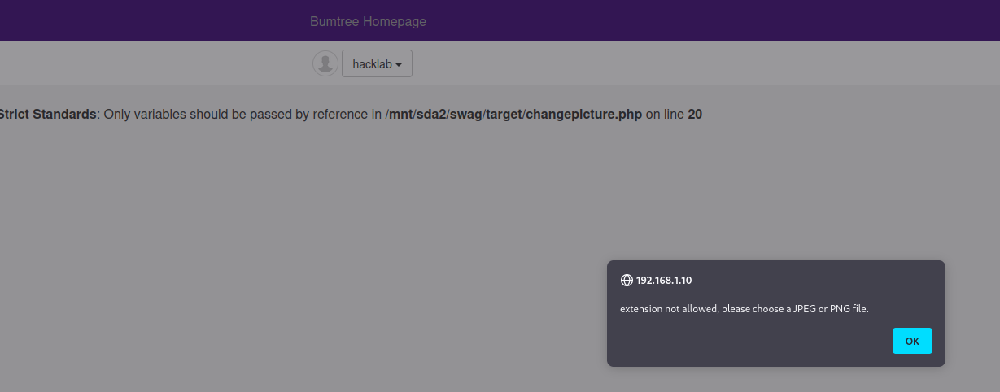 Bumtree Homepage
hacklab
Strict Standards: Only variables should be passed by reference in /mnt/sda2/swag/target/changepicture.php on line 20
192.168.1.10
extension not allowed, please choose a JPEG or PNG file.
OK